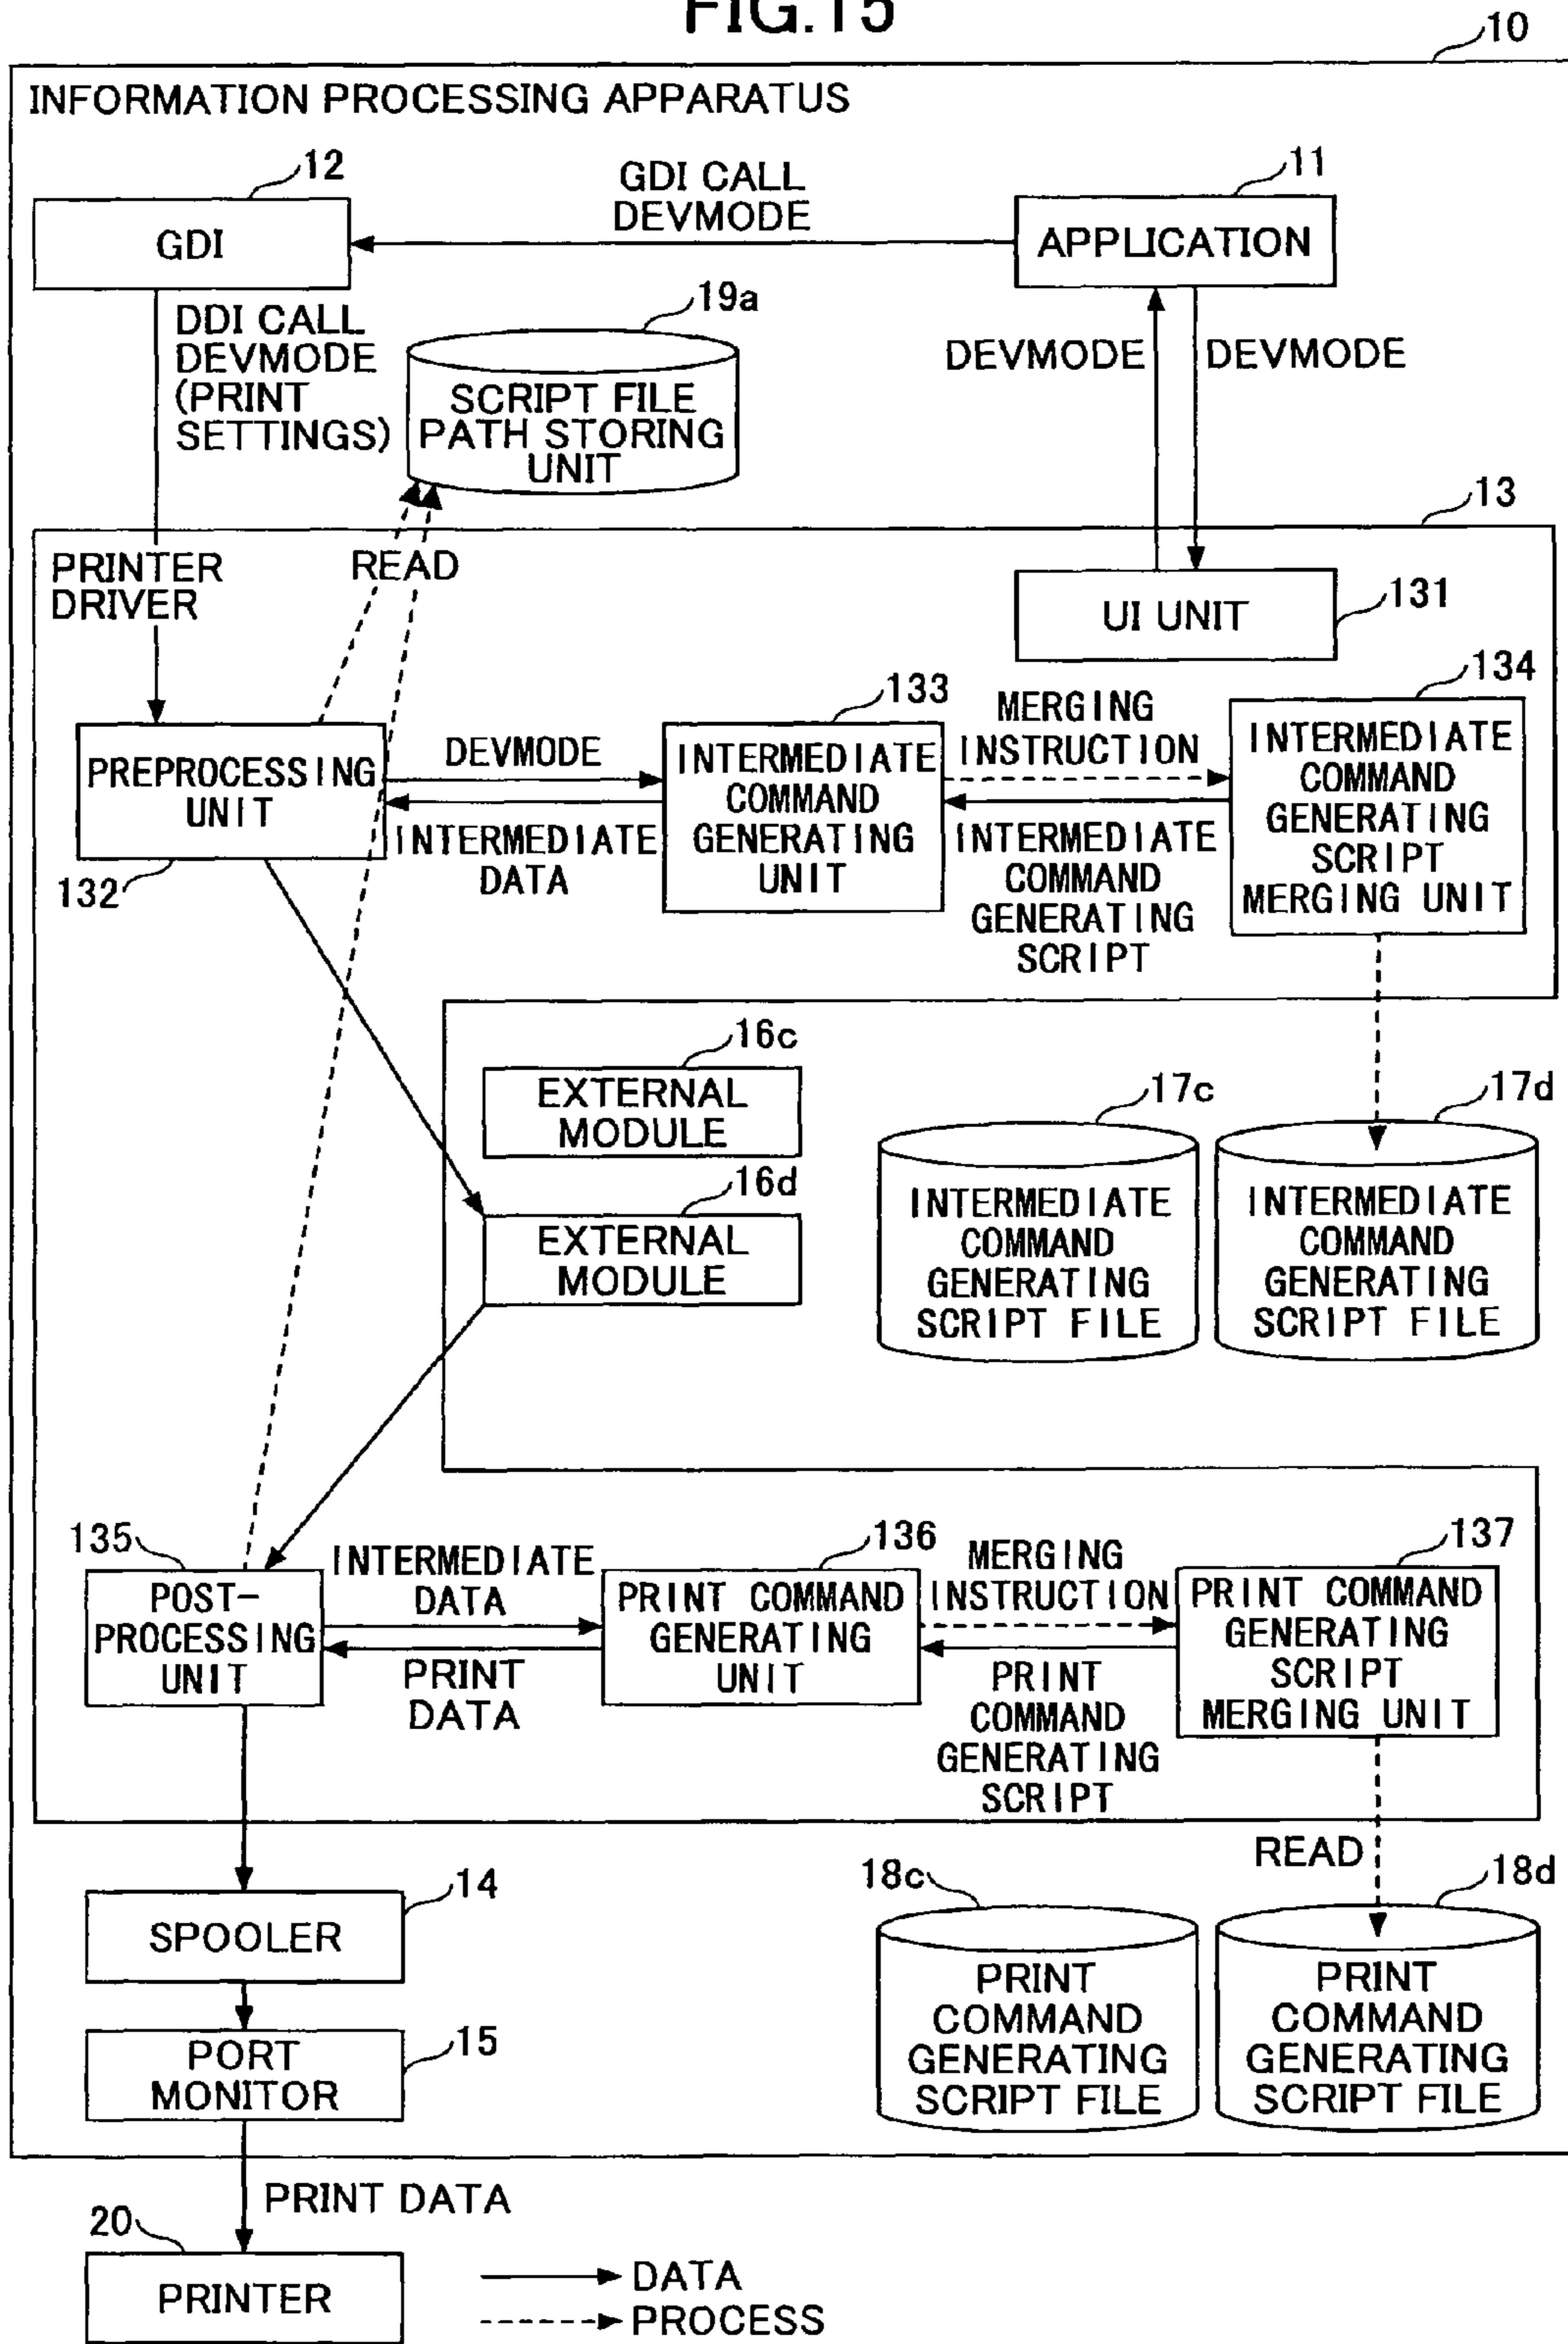 FIG.15
10
INFORMATION PROCESSING APPARATUS
12
GDI
GDI CALL
DEVMODE
11
APPLICATION
DDI CALL
DEVMODE
(PRINT
SETTINGS)
19a
SCRIPT FILE
PATH STORING
UNIT
DEVMODE
DEVMODE
13
PRINTER
DRIVER
READ
UI UNIT
131
PREPROCESSING
UNIT
132
DEVMODE
INTERMEDIATE
DATA
133
INTERMEDIATE
COMMAND
GENERATING
UNIT
MERGING
INSTRUCTION
INTERMEDIATE
COMMAND
GENERATING
SCRIPT
134
INTERMEDIATE
COMMAND
GENERATING
SCRIPT
MERGING UNIT
16c
EXTERNAL
MODULE
16d
EXTERNAL
MODULE
17c
INTERMEDIATE
COMMAND
GENERATING
SCRIPT FILE
17d
INTERMEDIATE
COMMAND
GENERATING
SCRIPT FILE
135
POST-
PROCESSING
UNIT
INTERMEDIATE
DATA
PRINT
DATA
136
PRINT COMMAND
GENERATING
UNIT
MERGING
INSTRUCTION
PRINT
COMMAND
GENERATING
SCRIPT
137
PRINT COMMAND
GENERATING
SCRIPT
MERGING UNIT
READ
14
SPOOLER
15
PORT
MONITOR
18c
PRINT
COMMAND
GENERATING
SCRIPT FILE
18d
PRINT
COMMAND
GENERATING
SCRIPT FILE
PRINT DATA
20
PRINTER
DATA
PROCESS